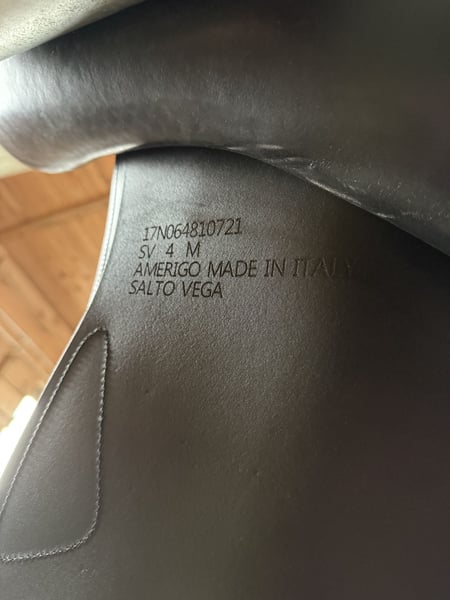 17N064810721
SV 4 M
AMERIGO MADE IN ITALY
SALTO VEGA